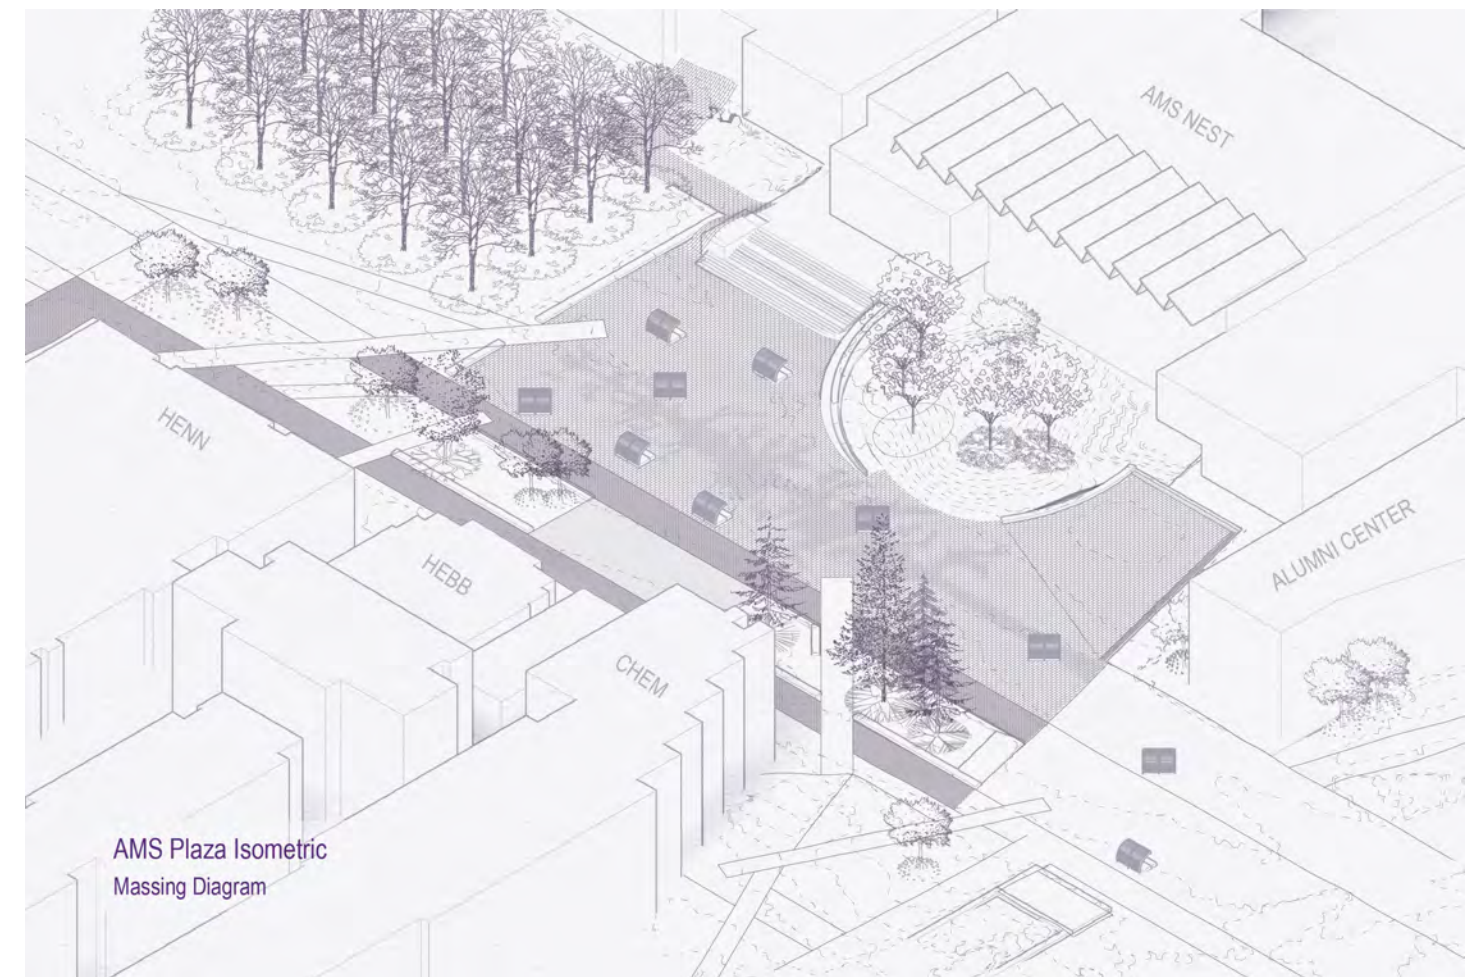 AMS NEST
HENN
HEBB
ALUMNI CENTER
CHEM
AMS Plaza Isometric
Massing Diagram